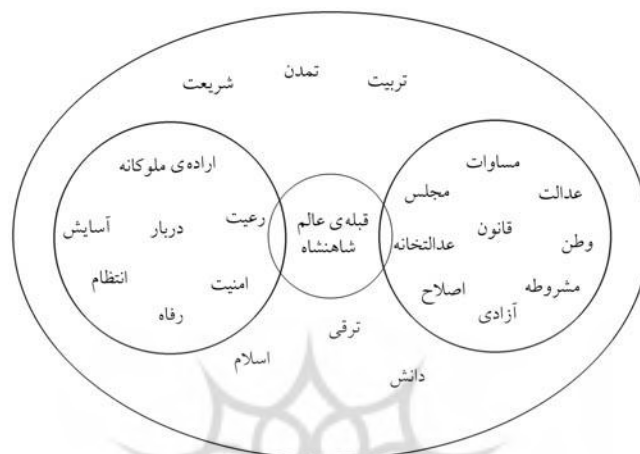 تربیت
تمدن
شریعت
مساوات
عدالت
مجلس
قانون
وطن
عدالتخانه
مشروطه
اصلاح
آزادی
قبله‌ی عالم
شاهنشاه
اراده‌ی ملوکانه
رعیت
دربار
آسایش
امنیت
انتظام
رفاه
ترقی
اسلام
دانش